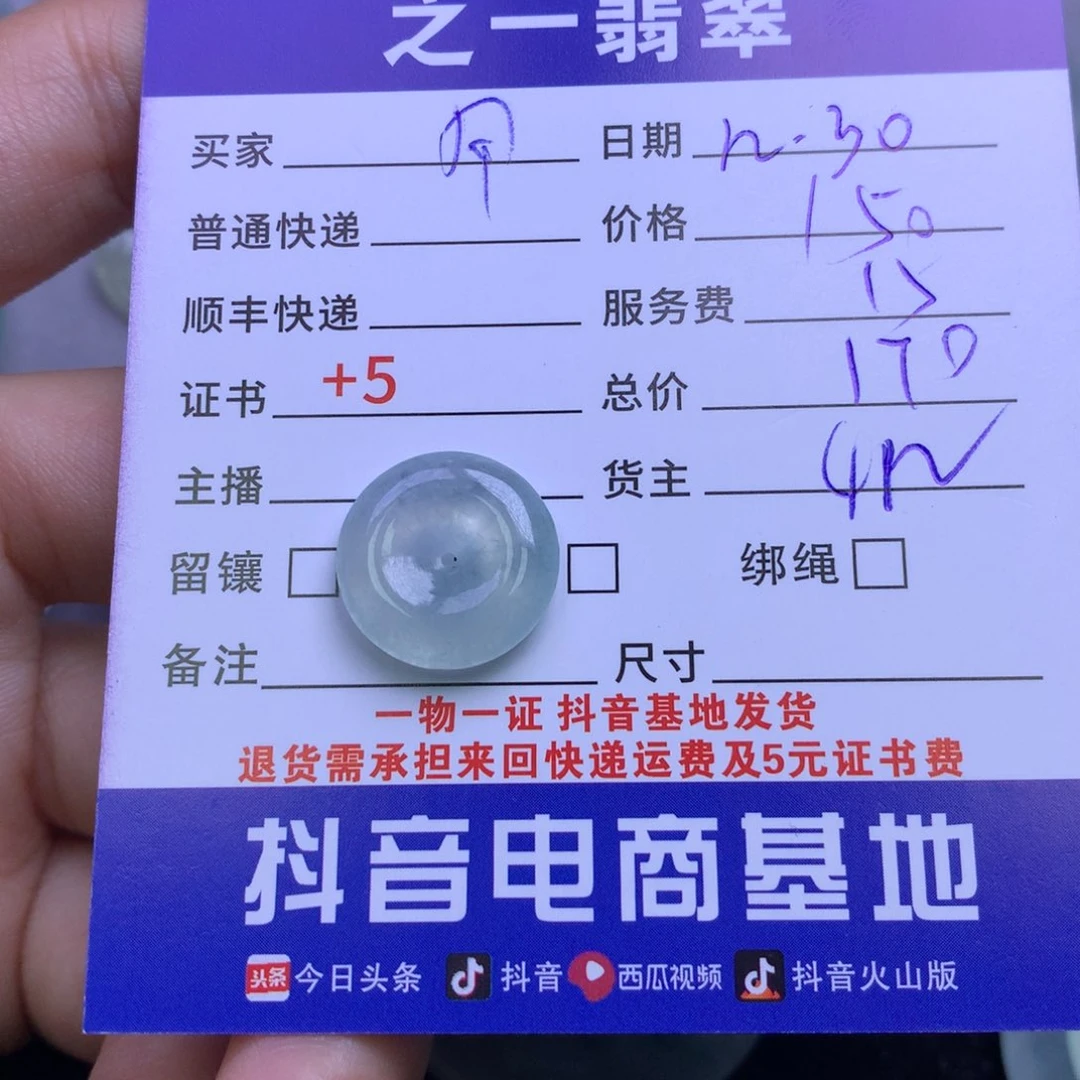 之一翡翠
买家 日期 12.30
普通快递 价格 150
顺丰快递 服务费 15
证书 +5 总价 170
主播 货主
留镶 绑绳
备注 尺寸
一物一证 抖音基地发货
退货需承担来回快递运费及5元证书费
抖音电商基地
头条 今日头条 抖音 西瓜视频 抖音火山版